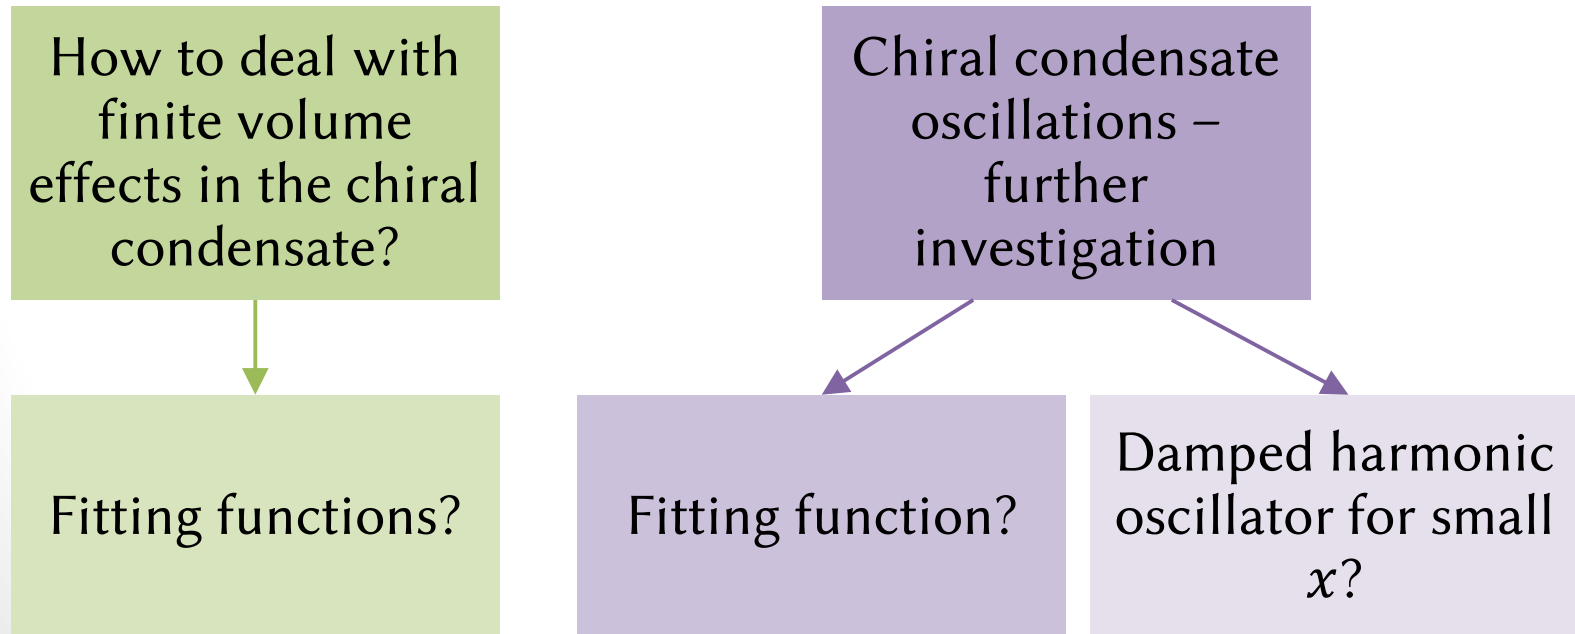 How to deal with
finite volume
effects in the chiral
condensate?
Chiral condensate
oscillations –
further
investigation
Fitting functions?
Fitting function?
Damped harmonic
oscillator for small
x?